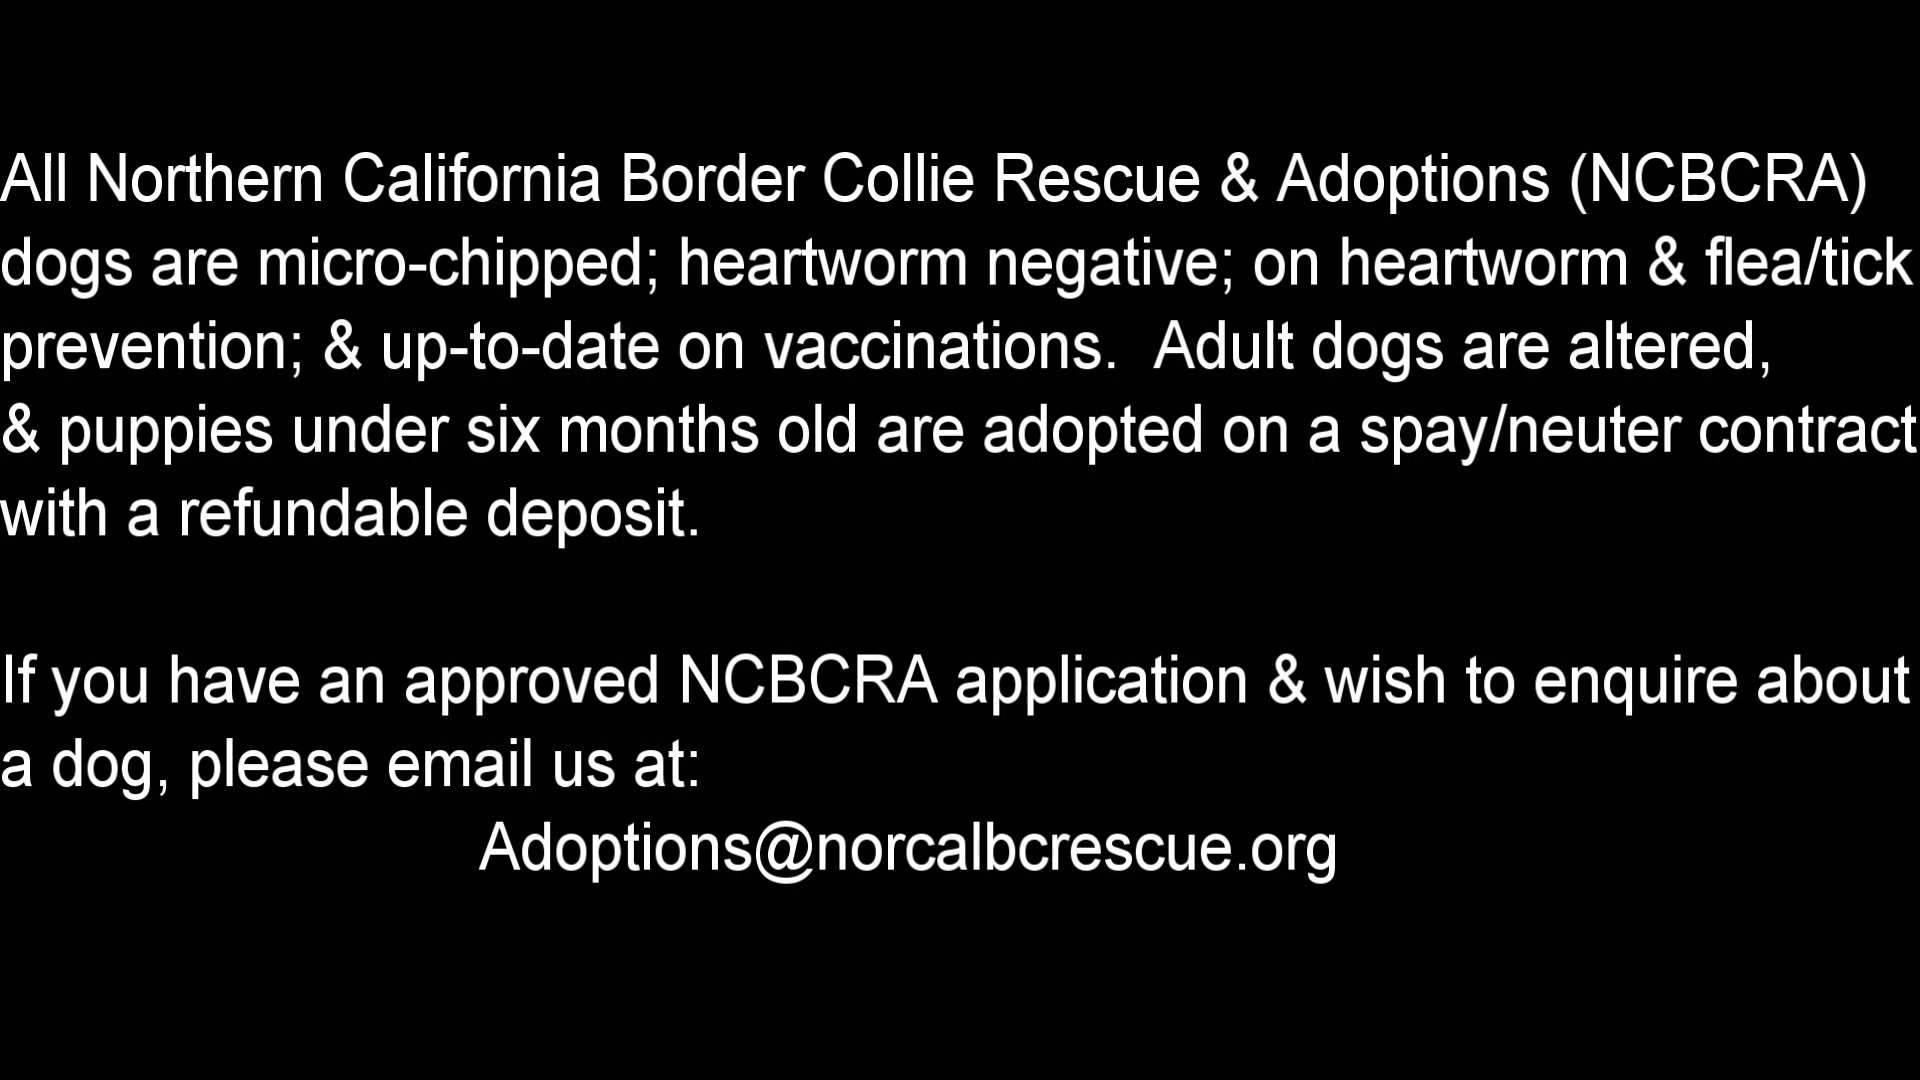 All Northern California Border Collie Rescue & Adoptions (NCBCRA)
dogs are micro-chipped; heartworm negative; on heartworm & flea/tick
prevention; & up-to-date on vaccinations.  Adult dogs are altered,
& puppies under six months old are adopted on a spay/neuter contract
with a refundable deposit.
If you have an approved NCBCRA application & wish to enquire about
a dog, please email us at:
Adoptions@norcalbcrescue.org